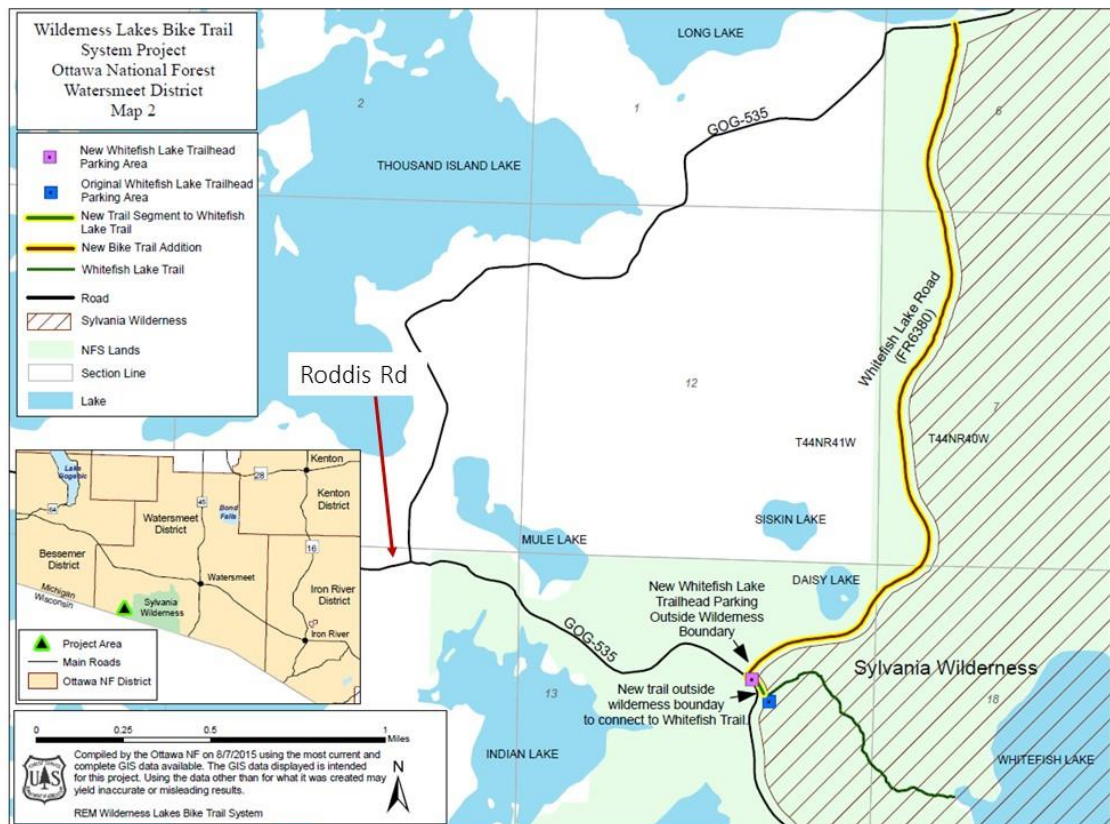 Wilderness Lakes Bike Trail
System Project
Ottawa National Forest
Watersmeet District
Map 2
New Whitefish Lake Trailhead
Parking Area
Original Whitefish Lake Trailhead
Parking Area
New Trail Segment to Whitefish
Lake Trail
New Bike Trail Addition
Whitefish Lake Trail
Road
Sylvania Wilderness
NFS Lands
Section Line
Lake
LONG LAKE
2
1
6
GOG-535
THOUSAND ISLAND LAKE
Whitefish Lake Road
(FR6380)
Roddis Rd
12
7
T44NR41W
T44NR40W
SISKIN LAKE
MULE LAKE
DAISY LAKE
New Whitefish Lake
Trailhead Parking
Outside Wilderness
Boundary
GOG-535
Sylvania Wilderness
New trail outside
wilderness bounday
to connect to Whitefish Trail.
13
18
INDIAN LAKE
WHITEFISH LAKE
Lake
Gogebic
Kenton
28
45
Bond
Falls
Kenton
District
64
Watersmeet
District
16
Bessemer
District
Watersmeet
Michigan
Wisconsin
Sylvania
Wilderness
Iron River
District
Iron River
Project Area
Main Roads
Ottawa NF District
0
0.25
0.5
1
Miles
Compiled by the Ottawa NF on 8/7/2015 using the most current and
complete GIS data available. The GIS data displayed is intended
for this project. Using the data other than for what it was created may
yield inaccurate or misleading results.
REM Wilderness Lakes Bike Trail System
N
UAS